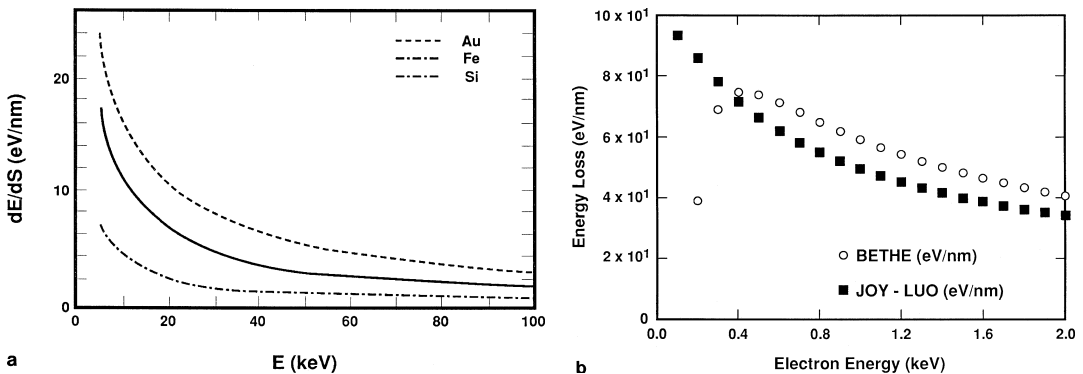 dE/dS (eV/nm)
20
10
0
Au
Fe
Si
0 20 40 60 80 100
E (keV)
a
Energy Loss (eV/nm)
10 x 10¹
8 x 10¹
6 x 10¹
4 x 10¹
2 x 10¹
0
BETHE (eV/nm)
JOY - LUO (eV/nm)
0.0 0.4 0.8 1.2 1.6 2.0
Electron Energy (keV)
b